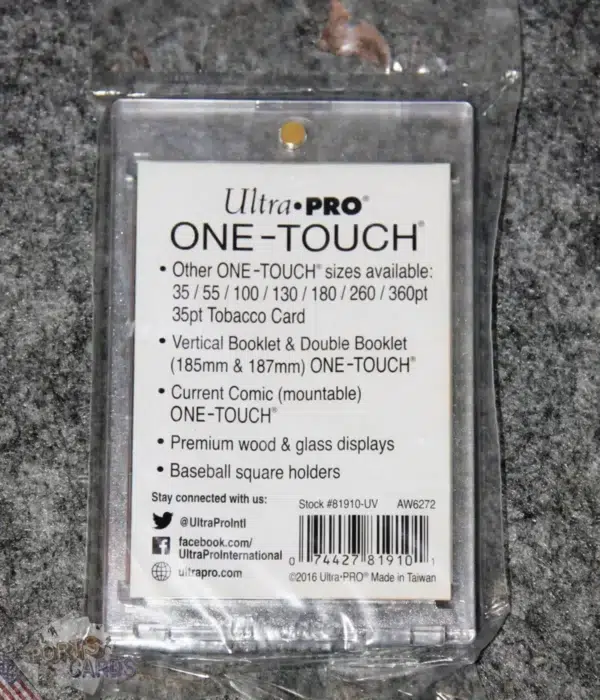 Ultra•PRO®
ONE-TOUCH®
• Other ONE-TOUCH® sizes available:
35 / 55 / 100 / 130 / 180 / 260 / 360pt
35pt Tobacco Card
• Vertical Booklet & Double Booklet
(185mm & 187mm) ONE-TOUCH®
• Current Comic (mountable)
ONE-TOUCH®
• Premium wood & glass displays
• Baseball square holders
Stay connected with us:
@UltraProIntl
facebook.com/
UltraProInternational
ultrapro.com
Stock #81910-UV AW6272
0 74427 81910 1
©2016 Ultra•PRO® Made in Taiwan
CARDS